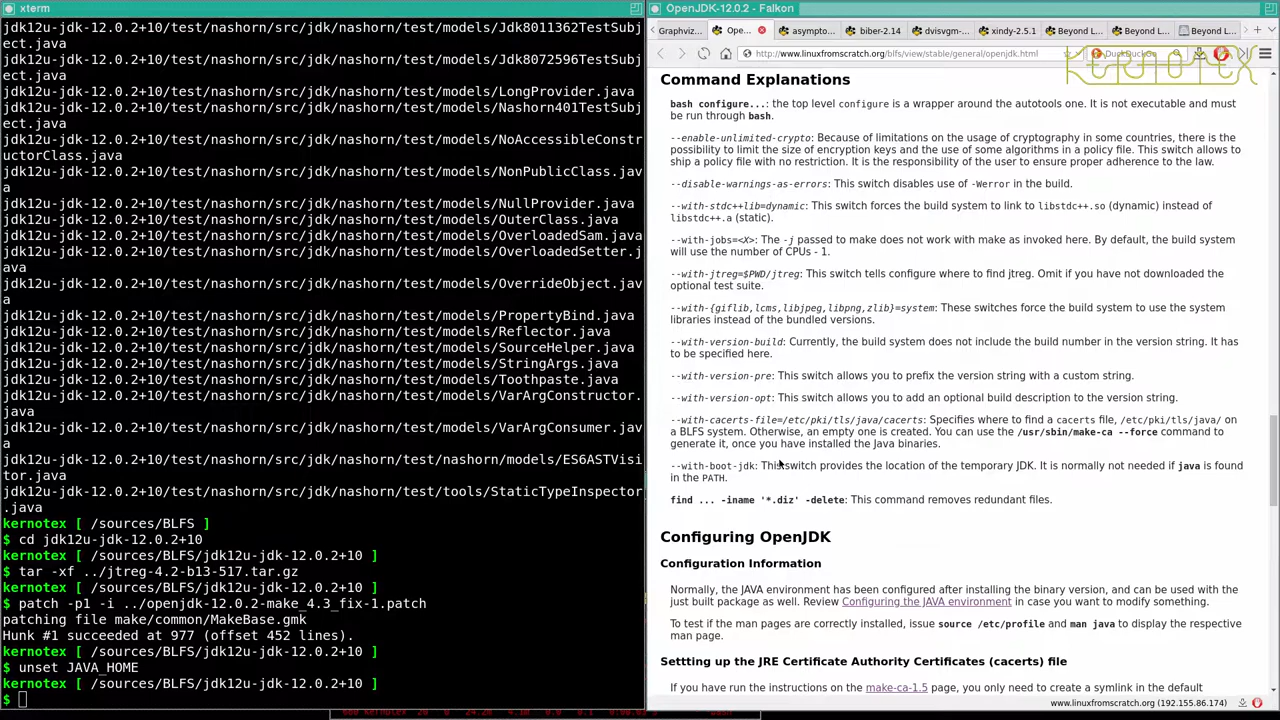 xterm
jdk12u-jdk-12.0.2+10/test/nashorn/src/jdk/nashorn/test/models/Jdk8011362TestSubj
ect.java
jdk12u-jdk-12.0.2+10/test/nashorn/src/jdk/nashorn/test/models/Jdk8072596TestSubj
ect.java
jdk12u-jdk-12.0.2+10/test/nashorn/src/jdk/nashorn/test/models/LongProvider.java
jdk12u-jdk-12.0.2+10/test/nashorn/src/jdk/nashorn/test/models/Nashorn401TestSubj
ect.java
jdk12u-jdk-12.0.2+10/test/nashorn/src/jdk/nashorn/test/models/NoAccessibleConstr
uctorClass.java
jdk12u-jdk-12.0.2+10/test/nashorn/src/jdk/nashorn/test/models/NonPublicClass.jav
a
jdk12u-jdk-12.0.2+10/test/nashorn/src/jdk/nashorn/test/models/NullProvider.java
jdk12u-jdk-12.0.2+10/test/nashorn/src/jdk/nashorn/test/models/OuterClass.java
jdk12u-jdk-12.0.2+10/test/nashorn/src/jdk/nashorn/test/models/OverloadedSam.java
jdk12u-jdk-12.0.2+10/test/nashorn/src/jdk/nashorn/test/models/OverloadedSetter.j
ava
jdk12u-jdk-12.0.2+10/test/nashorn/src/jdk/nashorn/test/models/OverrideObject.jav
a
jdk12u-jdk-12.0.2+10/test/nashorn/src/jdk/nashorn/test/models/PropertyBind.java
jdk12u-jdk-12.0.2+10/test/nashorn/src/jdk/nashorn/test/models/Reflector.java
jdk12u-jdk-12.0.2+10/test/nashorn/src/jdk/nashorn/test/models/SourceHelper.java
jdk12u-jdk-12.0.2+10/test/nashorn/src/jdk/nashorn/test/models/StringArgs.java
jdk12u-jdk-12.0.2+10/test/nashorn/src/jdk/nashorn/test/models/Toothpaste.java
jdk12u-jdk-12.0.2+10/test/nashorn/src/jdk/nashorn/test/models/VarArgConstructor.
java
jdk12u-jdk-12.0.2+10/test/nashorn/src/jdk/nashorn/test/models/VarArgConsumer.jav
a
jdk12u-jdk-12.0.2+10/test/nashorn/src/jdk/nashorn/test/nashorn/models/ES6ASTVisi
tor.java
jdk12u-jdk-12.0.2+10/test/nashorn/src/jdk/nashorn/test/tools/StaticTypeInspector
.java
kernotex [ /sources/BLFS ]
$ cd jdk12u-jdk-12.0.2+10
kernotex [ /sources/BLFS/jdk12u-jdk-12.0.2+10 ]
$ tar -xf ../jtreg-4.2-b13-517.tar.gz
kernotex [ /sources/BLFS/jdk12u-jdk-12.0.2+10 ]
$ patch -p1 -i ../openjdk-12.0.2-make_4.3_fix-1.patch
patching file make/common/MakeBase.gmk
Hunk #1 succeeded at 977 (offset 452 lines).
kernotex [ /sources/BLFS/jdk12u-jdk-12.0.2+10 ]
$ unset JAVA_HOME
kernotex [ /sources/BLFS/jdk12u-jdk-12.0.2+10 ]
$
OpenJDK-12.0.2 - Falkon
Graphviz... Ope... asympto... biber-2.14 dvisvgm-... xindy-2.5.1 Beyond L... Beyond L... Beyond L...
http://www.linuxfromscratch.org/blfs/view/stable/general/openjdk.html DuckDuckGo
KERNOTEX
Command Explanations
bash configure...: the top level configure is a wrapper around the autotools one. It is not executable and must
be run through bash.
--enable-unlimited-crypto: Because of limitations on the usage of cryptography in some countries, there is the
possibility to limit the size of encryption keys and the use of some algorithms in a policy file. This switch allows to
ship a policy file with no restriction. It is the responsibility of the user to ensure proper adherence to the law.
--disable-warnings-as-errors: This switch disables use of -Werror in the build.
--with-stdc++lib=dynamic: This switch forces the build system to link to libstdc++.so (dynamic) instead of
libstdc++.a (static).
--with-jobs=<X>: The -j passed to make does not work with make as invoked here. By default, the build system
will use the number of CPUs - 1.
--with-jtreg=$PWD/jtreg: This switch tells configure where to find jtreg. Omit if you have not downloaded the
optional test suite.
--with-{giflib,lcms,libjpeg,libpng,zlib}=system: These switches force the build system to use the system
libraries instead of the bundled versions.
--with-version-build: Currently, the build system does not include the build number in the version string. It has
to be specified here.
--with-version-pre: This switch allows you to prefix the version string with a custom string.
--with-version-opt: This switch allows you to add an optional build description to the version string.
--with-cacerts-file=/etc/pki/tls/java/cacerts: Specifies where to find a cacerts file, /etc/pki/tls/java/ on
a BLFS system. Otherwise, an empty one is created. You can use the /usr/sbin/make-ca --force command to
generate it, once you have installed the Java binaries.
--with-boot-jdk: This switch provides the location of the temporary JDK. It is normally not needed if java is found
in the PATH.
find ... -iname '*.diz' -delete: This command removes redundant files.
Configuring OpenJDK
Configuration Information
Normally, the JAVA environment has been configured after installing the binary version, and can be used with the
just built package as well. Review Configuring the JAVA environment in case you want to modify something.
To test if the man pages are correctly installed, issue source /etc/profile and man java to display the respective
man page.
Settting up the JRE Certificate Authority Certificates (cacerts) file
If you have run the instructions on the make-ca-1.5 page, you only need to create a symlink in the default
www.linuxfromscratch.org (192.155.86.174)